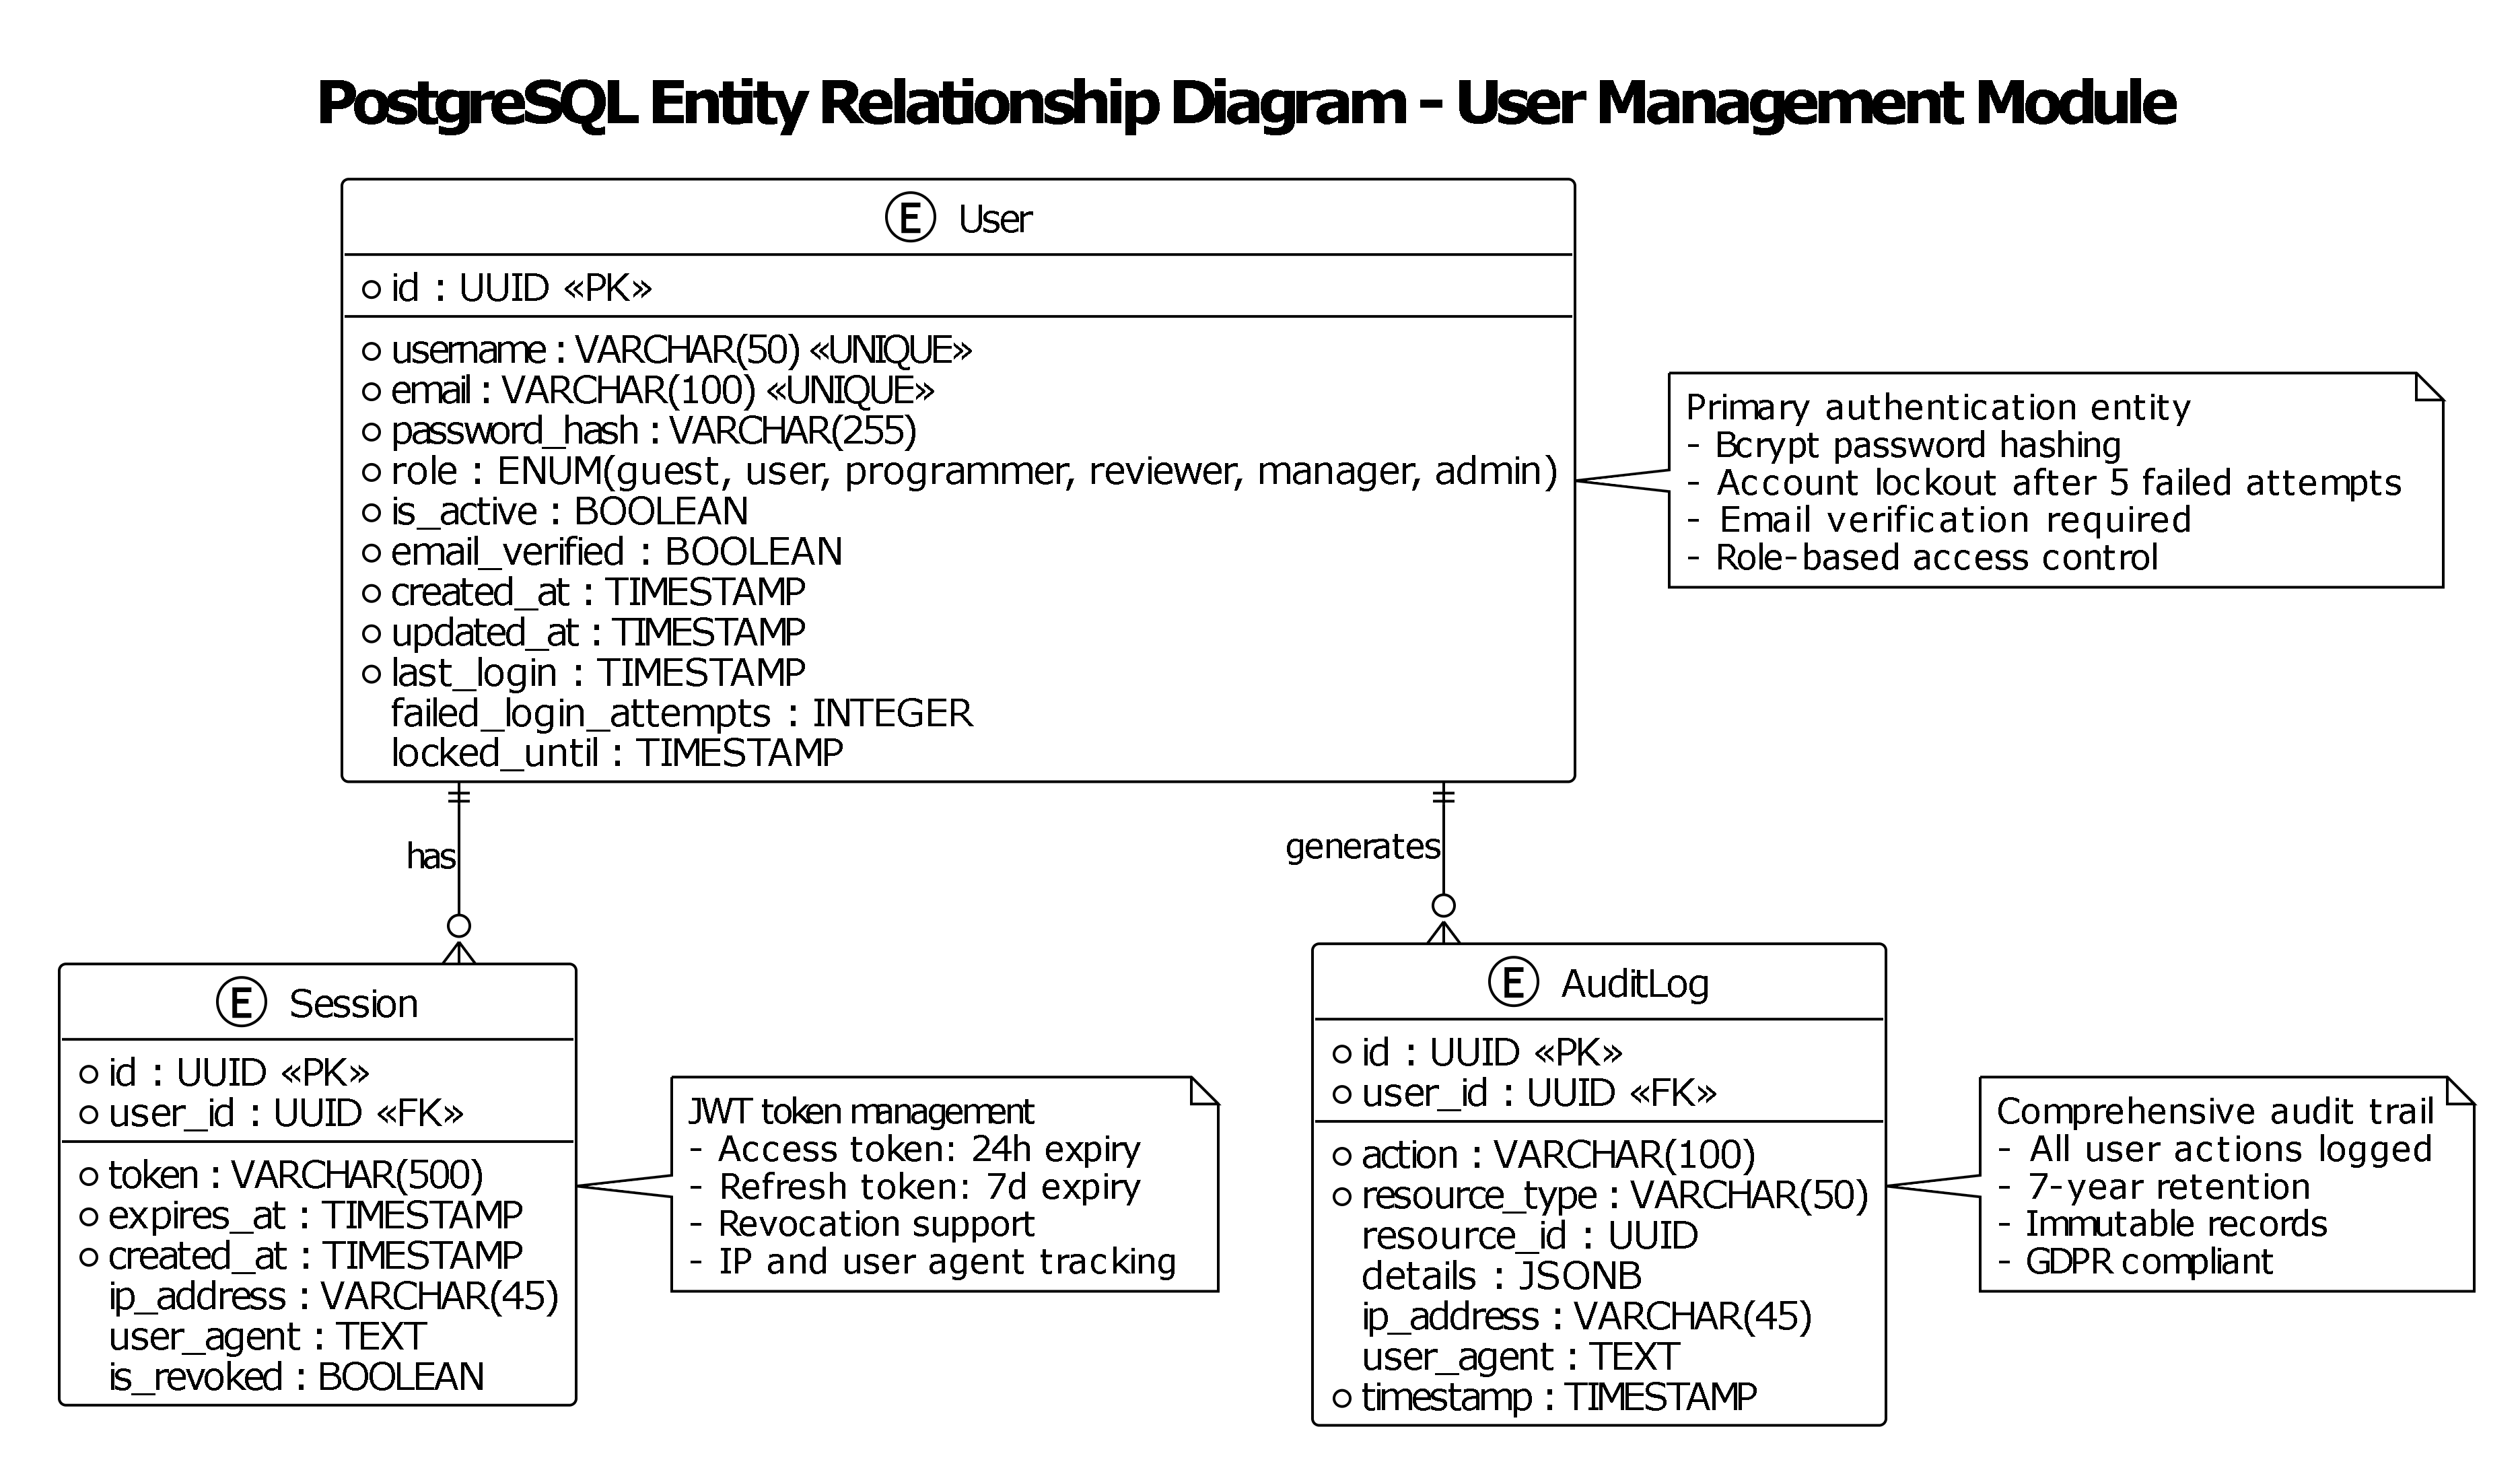 PostgreSQL Entity Relationship Diagram - User Management Module
E User
id : UUID «PK»
username : VARCHAR(50) «UNIQUE»
email : VARCHAR(100) «UNIQUE»
password_hash : VARCHAR(255)
role : ENUM(guest, user, programmer, reviewer, manager, admin)
is_active : BOOLEAN
email_verified : BOOLEAN
created_at : TIMESTAMP
updated_at : TIMESTAMP
last_login : TIMESTAMP
failed_login_attempts : INTEGER
locked_until : TIMESTAMP
Primary authentication entity
- Bcrypt password hashing
- Account lockout after 5 failed attempts
- Email verification required
- Role-based access control
has
generates
E Session
id : UUID «PK»
user_id : UUID «FK»
token : VARCHAR(500)
expires_at : TIMESTAMP
created_at : TIMESTAMP
ip_address : VARCHAR(45)
user_agent : TEXT
is_revoked : BOOLEAN
JWT token management
- Access token: 24h expiry
- Refresh token: 7d expiry
- Revocation support
- IP and user agent tracking
E AuditLog
id : UUID «PK»
user_id : UUID «FK»
action : VARCHAR(100)
resource_type : VARCHAR(50)
resource_id : UUID
details : JSONB
ip_address : VARCHAR(45)
user_agent : TEXT
timestamp : TIMESTAMP
Comprehensive audit trail
- All user actions logged
- 7-year retention
- Immutable records
- GDPR compliant